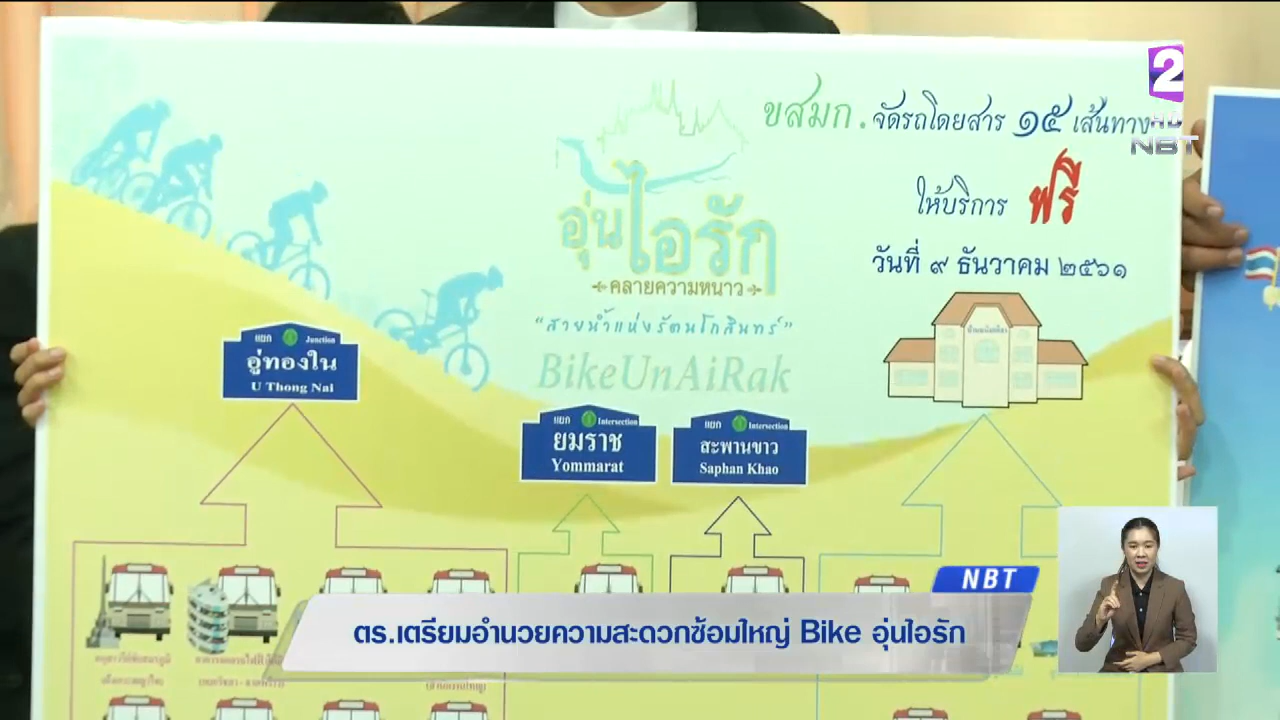 2
HD
NBT
ขสมก. จัดรถโดยสาร ๑๕ เส้นทาง
ให้บริการ ฟรี
วันที่ ๙ ธันวาคม ๒๕๖๑
อุ่นไอรัก
คลายความหนาว
"สายน้ำแห่งรัตนโกสินทร์"
BikeUnAiRak
แยก Junction
อู่ทองใน
U Thong Nai
แยก Intersection
ยมราช
Yommarat
แยก Intersection
สะพานขาว
Saphan Khao
NBT
ตร.เตรียมอำนวยความสะดวกซ้อมใหญ่ Bike อุ่นไอรัก